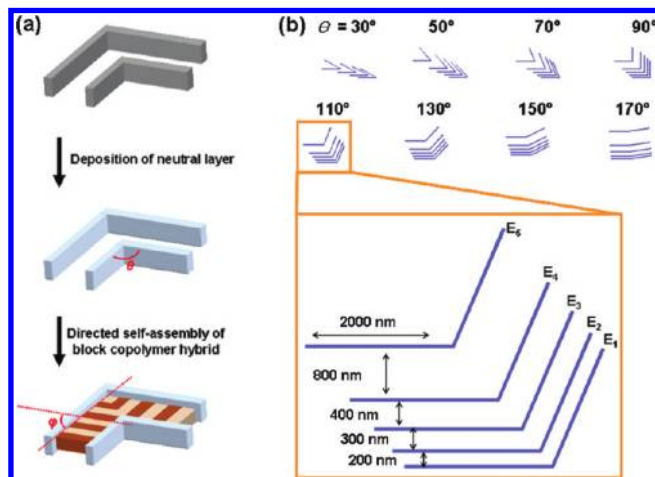 (a)
Deposition of neutral layer
θ
Directed self-assembly of
block copolymer hybrid
φ
(b)
θ = 30° 50° 70° 90°
110° 130° 150° 170°
E5
E4
E3
E2
E1
2000 nm
800 nm
400 nm
300 nm
200 nm